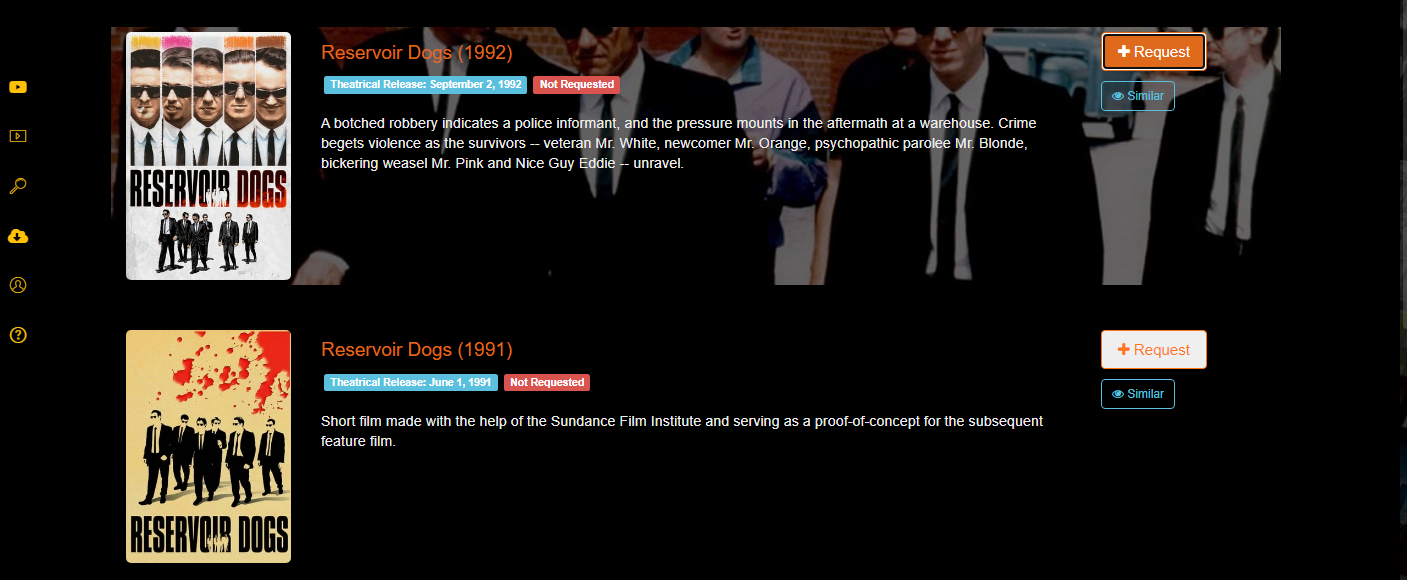 Reservoir Dogs (1992)
Request
Theatrical Release: September 2, 1992 Not Requested
Similar
A botched robbery indicates a police informant, and the pressure mounts in the aftermath at a warehouse. Crime
begets violence as the survivors -- veteran Mr. White, newcomer Mr. Orange, psychopathic parolee Mr. Blonde,
bickering weasel Mr. Pink and Nice Guy Eddie -- unravel.
RESERVOIR DOGS
Reservoir Dogs (1991)
Request
Theatrical Release: June 1, 1991 Not Requested
Similar
Short film made with the help of the Sundance Film Institute and serving as a proof-of-concept for the subsequent
feature film.
RESERVOIR DOGS